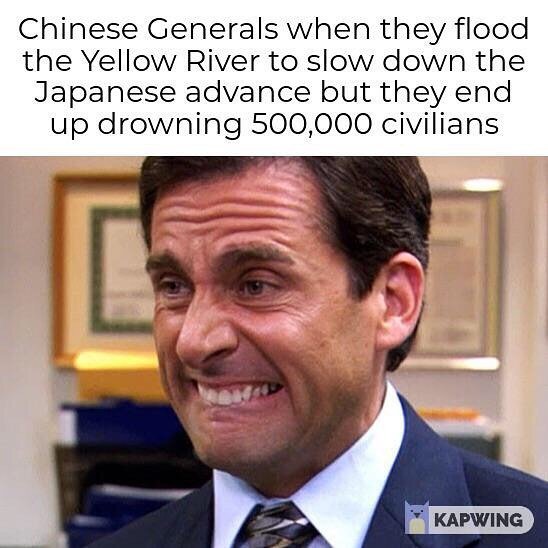 Chinese Generals when they flood
the Yellow River to slow down the
Japanese advance but they end
up drowning 500,000 civilians
KAPWING